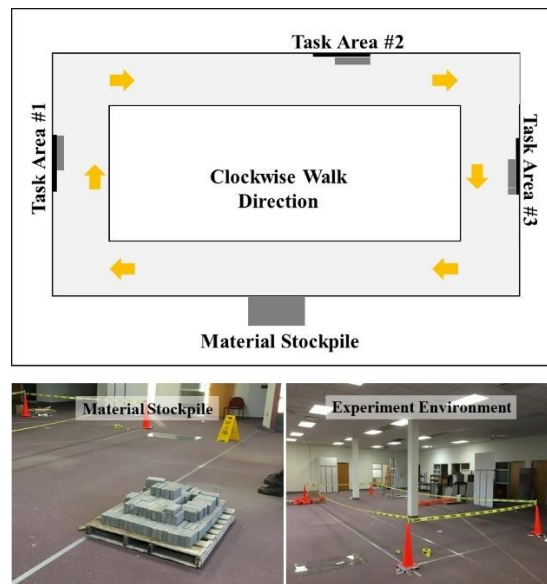 Task Area #2
Task Area #1
Task Area #3
Clockwise Walk
Direction
Material Stockpile
Material Stockpile
Experiment Environment